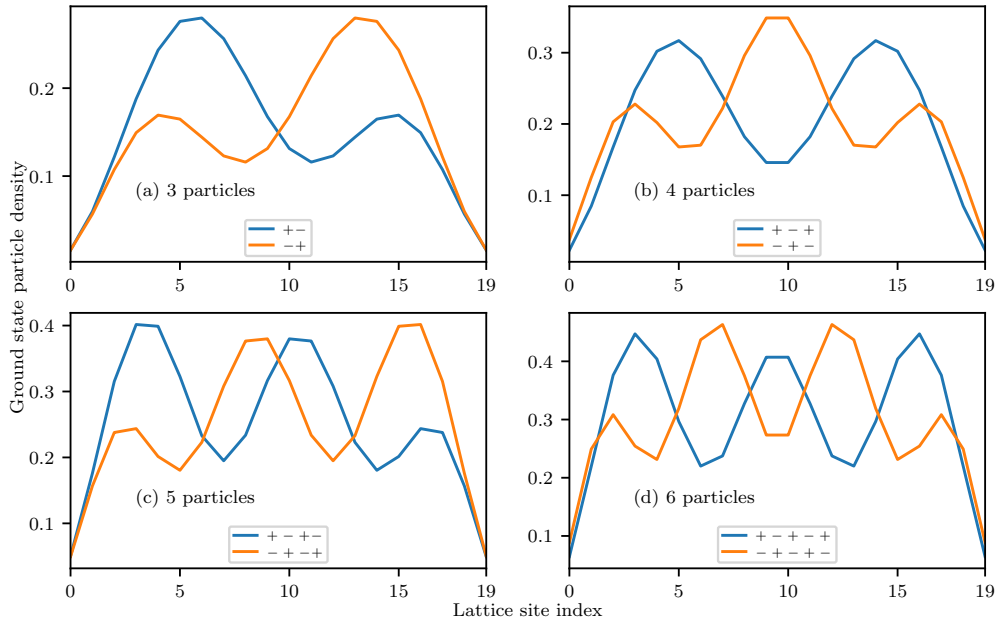 Ground state particle density
0.2
0.1
(a) 3 particles
+−
−+
0 5 10 15 19
0.3
0.2
0.1
(b) 4 particles
+ − +
− + −
0 5 10 15 19
0.4
0.3
0.2
0.1
(c) 5 particles
+ − +−
− + −+
0 5 10 15 19
0.4
0.3
0.2
0.1
(d) 6 particles
+ − + − +
− + − + −
0 5 10 15 19
Lattice site index